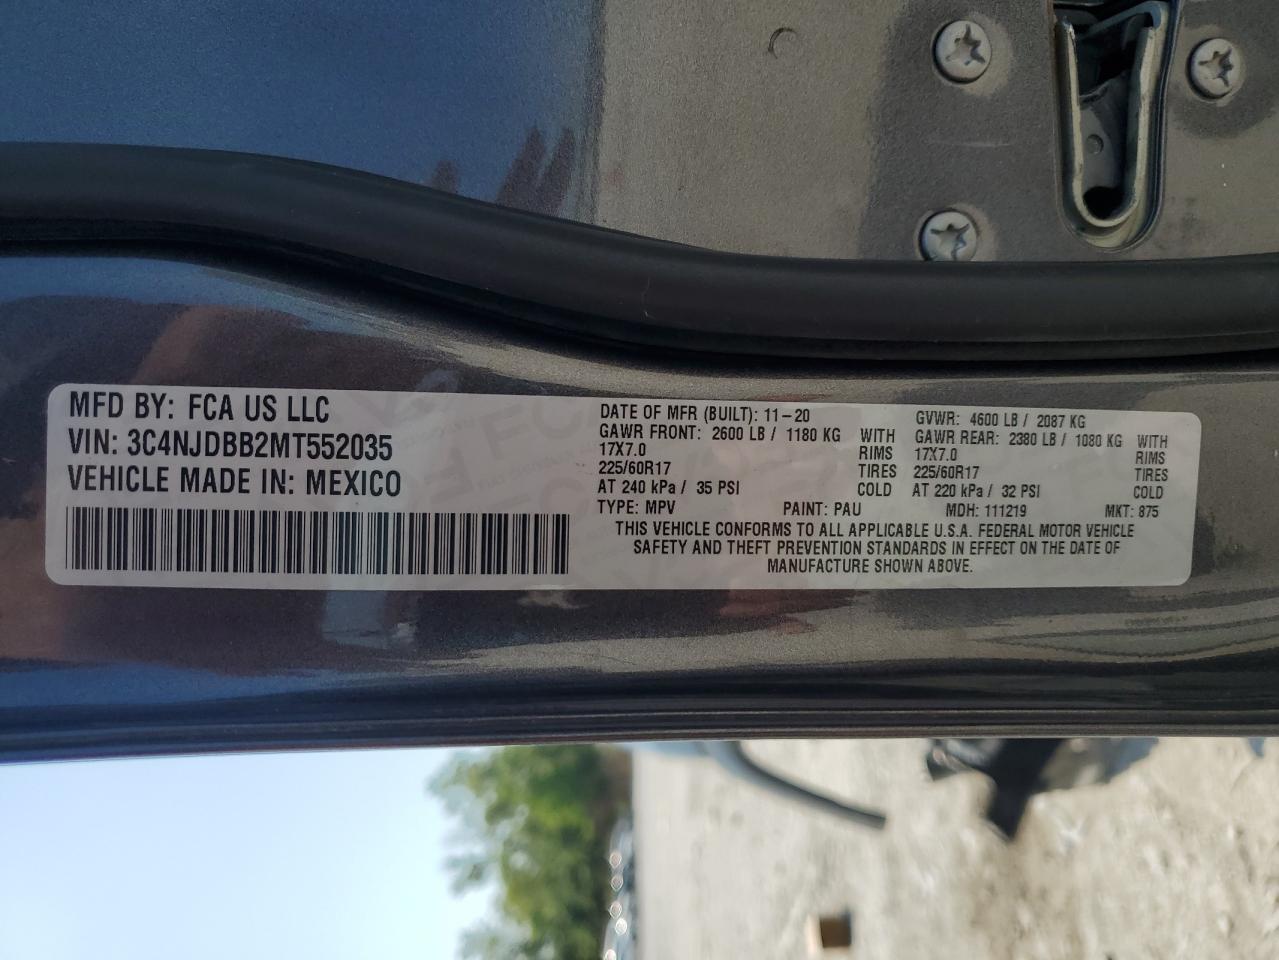 MFD BY: FCA US LLC
VIN: 3C4NJDBB2MT552035
VEHICLE MADE IN: MEXICO
DATE OF MFR (BUILT): 11-20
GAWR FRONT: 2600 LB / 1180 KG WITH
17X7.0 RIMS
225/60R17 TIRES
AT 240 kPa / 35 PSI COLD
GVWR: 4600 LB / 2087 KG
GAWR REAR: 2380 LB / 1080 KG WITH
17X7.0 RIMS
225/60R17 TIRES
AT 220 kPa / 32 PSI COLD
TYPE: MPV PAINT: PAU MDH: 111219 MKT: 875
THIS VEHICLE CONFORMS TO ALL APPLICABLE U.S.A. FEDERAL MOTOR VEHICLE
SAFETY AND THEFT PREVENTION STANDARDS IN EFFECT ON THE DATE OF
MANUFACTURE SHOWN ABOVE.